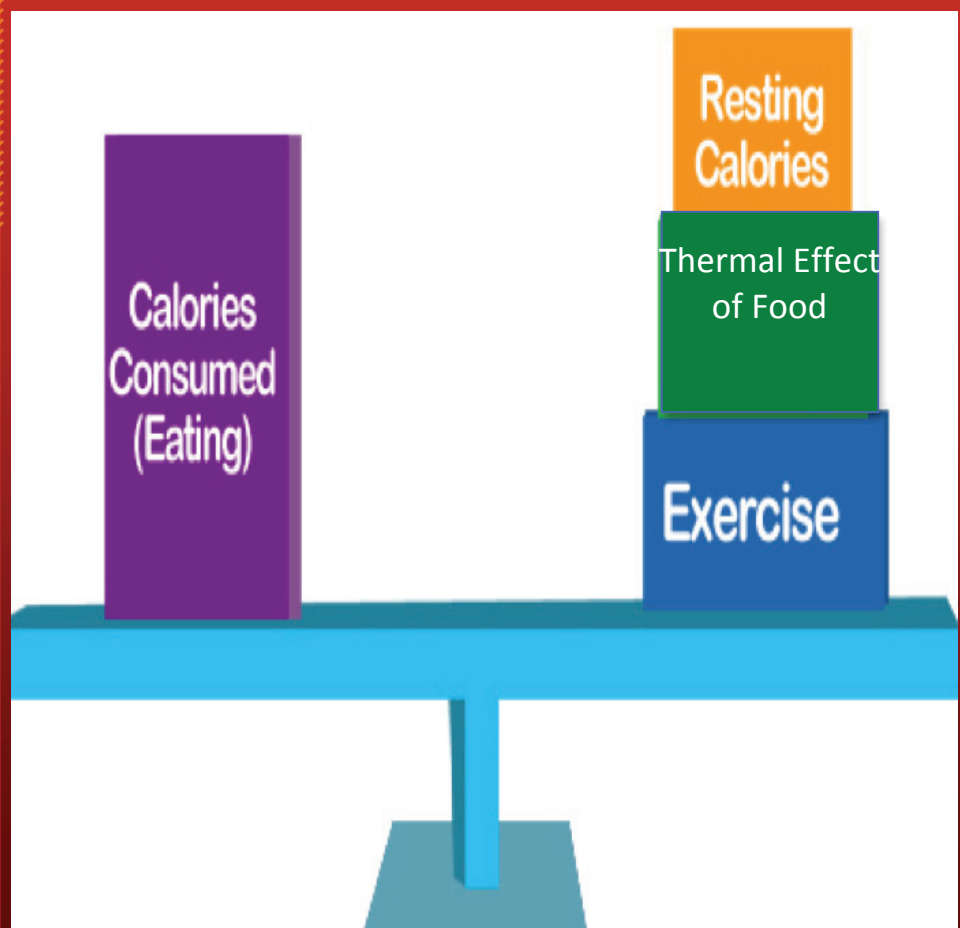 Calories
Consumed
(Eating)
Resting
Calories
Thermal Effect
of Food
Exercise